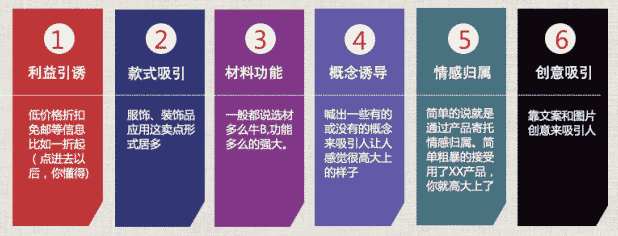 1
利益引诱
低价格折扣
免邮等信息
比如一折起
（点进去以
后，你懂得)
2
款式吸引
服饰、装饰品
应用这卖点形
式居多
3
材料功能
一般都说选材
多么牛B,功能
多么的强大。
4
概念诱导
喊出一些有的
或没有的概念
来吸引人让人
感觉很高大上
的样子
5
情感归属
简单的说就是
通过产品寄托
情感归属。简
单粗暴的接受
用了XX产品，
你就高大上了
6
创意吸引
靠文案和图片
创意来吸引人